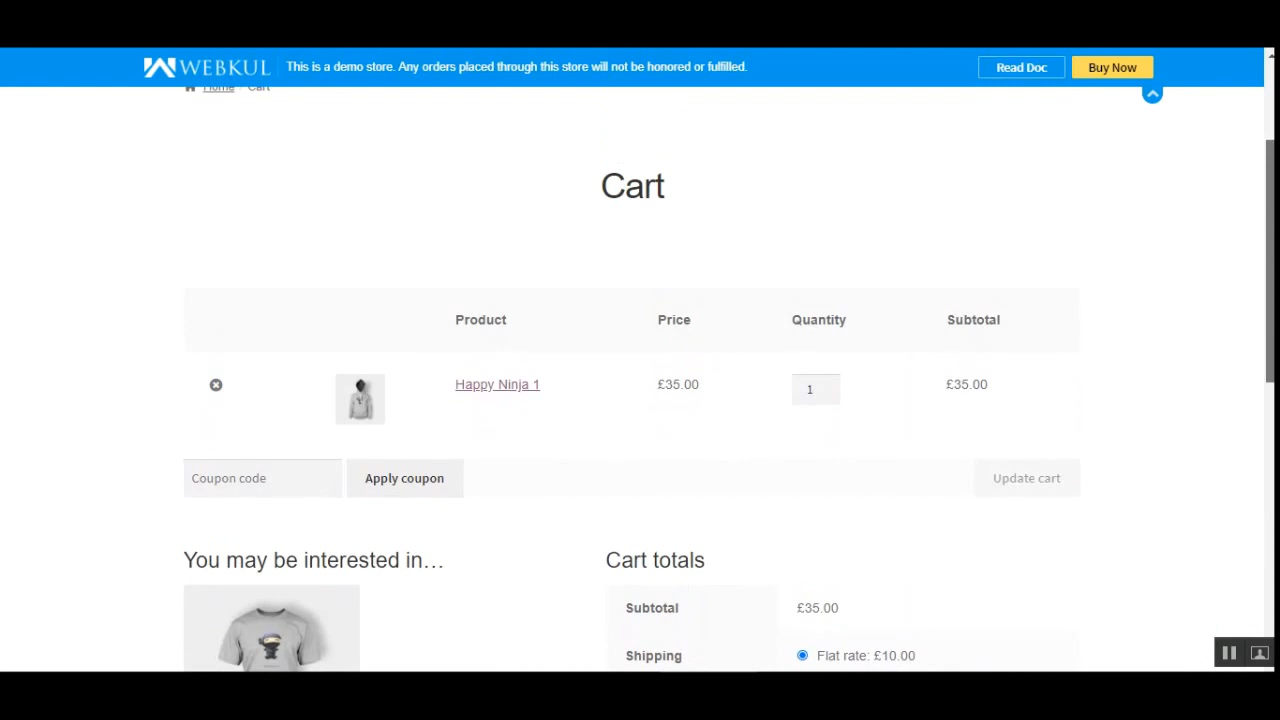 WEBKUL This is a demo store. Any orders placed through this store will not be honored or fulfilled. Read Doc Buy Now
Home Cart
Cart
Product Price Quantity Subtotal
Happy Ninja 1 £35.00 1 £35.00
Coupon code Apply coupon Update cart
You may be interested in… Cart totals
Subtotal £35.00
Shipping Flat rate: £10.00